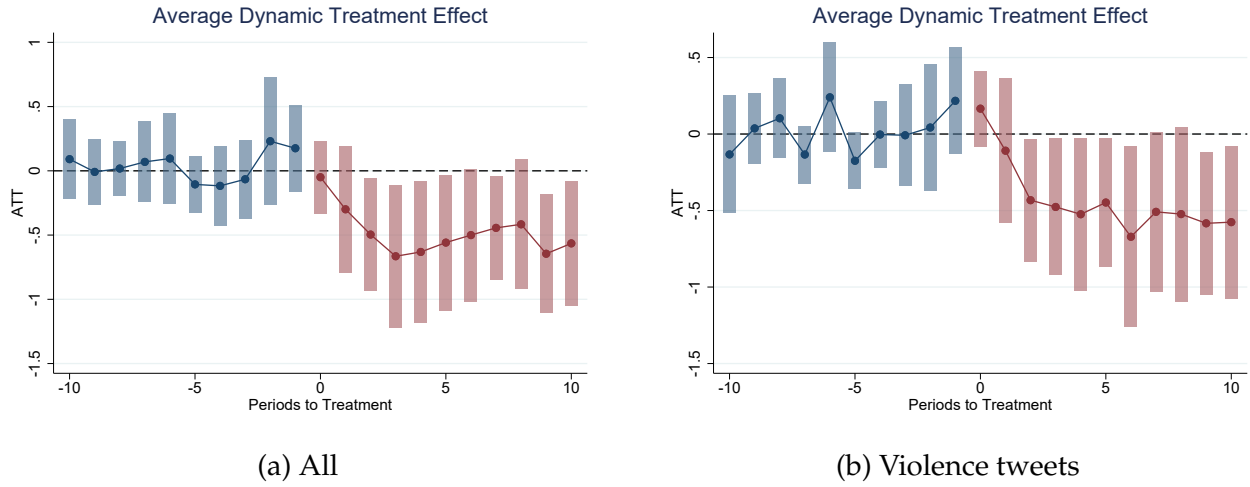 Average Dynamic Treatment Effect
1
.5
0
-.5
-1
-1.5
ATT
-10
-5
0
5
10
Periods to Treatment
(a) All
Average Dynamic Treatment Effect
.5
0
-.5
-1
-1.5
ATT
-10
-5
0
5
10
Periods to Treatment
(b) Violence tweets